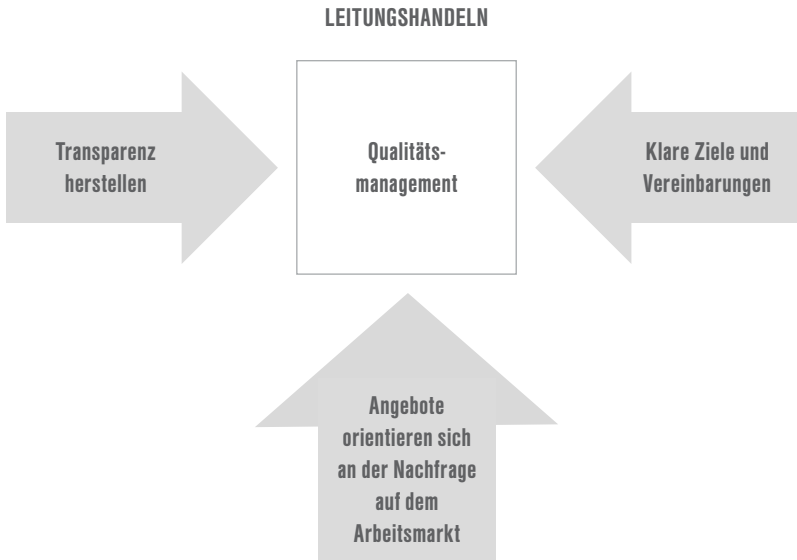 LEITUNGSHANDELN
Transparenz
herstellen
Qualitäts-
management
Klare Ziele und
Vereinbarungen
Angebote
orientieren sich
an der Nachfrage
auf dem
Arbeitsmarkt